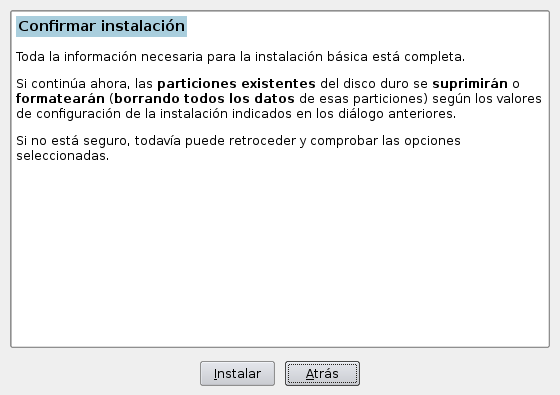 Confirmar instalación
Toda la información necesaria para la instalación básica está completa.
Si continúa ahora, las particiones existentes del disco duro se suprimirán o
formatearán (borrando todos los datos de esas particiones) según los valores
de configuración de la instalación indicados en los diálogo anteriores.
Si no está seguro, todavía puede retroceder y comprobar las opciones
seleccionadas.
Instalar
Atrás